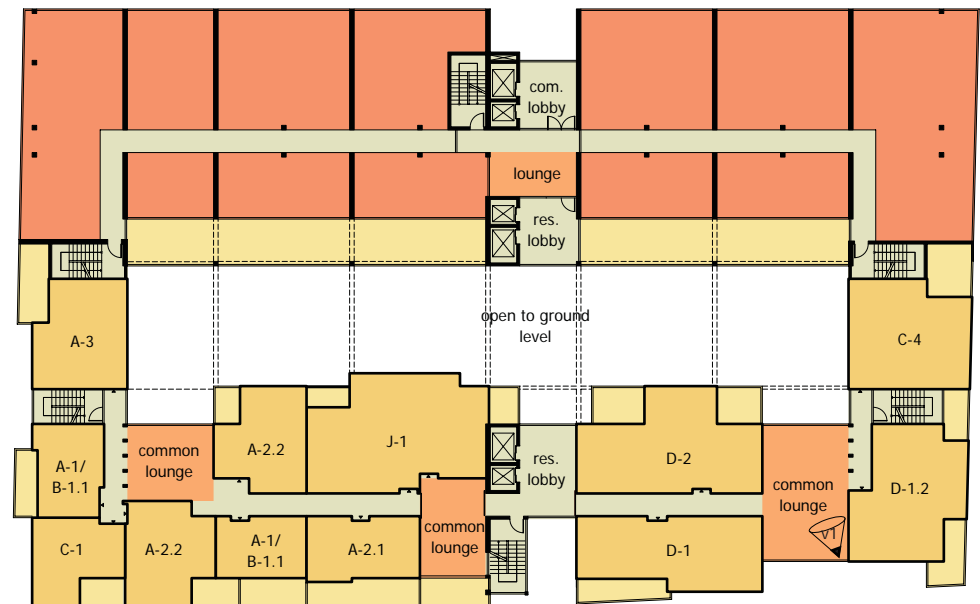 com.
lobby
lounge
res.
lobby
open to ground
level
A-3
C-4
common
lounge
A-2.2
J-1
res.
lobby
D-2
A-1/
B-1.1
common
lounge
D-1.2
common
lounge
v1
C-1
A-2.2
A-1/
B-1.1
A-2.1
D-1